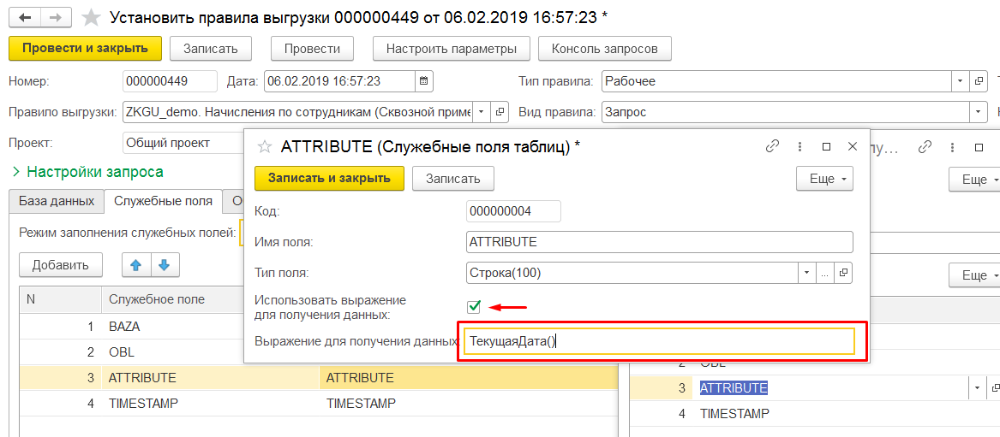 Установить правила выгрузки 000000449 от 06.02.2019 16:57:23 *
Провести и закрыть Записать Провести Настроить параметры Консоль запросов
Номер: 000000449 Дата: 06.02.2019 16:57:23 Тип правила: Рабочее
Правило выгрузки: ZKGU_demo. Начисления по сотрудникам (Сквозной приме Вид правила: Запрос
Проект: Общий проект
ATTRIBUTE (Служебные поля таблиц) *
Записать и закрыть Записать Еще
Код: 000000004
Имя поля: ATTRIBUTE
Тип поля: Строка(100) ...
Использовать выражение
для получения данных:
Выражение для получения данных: ТекущаяДата()
Настройки запроса
База данных Служебные поля
Режим заполнения служебных полей:
Добавить
N Служебное поле
1 BAZA
2 OBL
3 ATTRIBUTE ATTRIBUTE
4 TIMESTAMP TIMESTAMP
Еще
Еще
2 OBL
3 ATTRIBUTE
4 TIMESTAMP